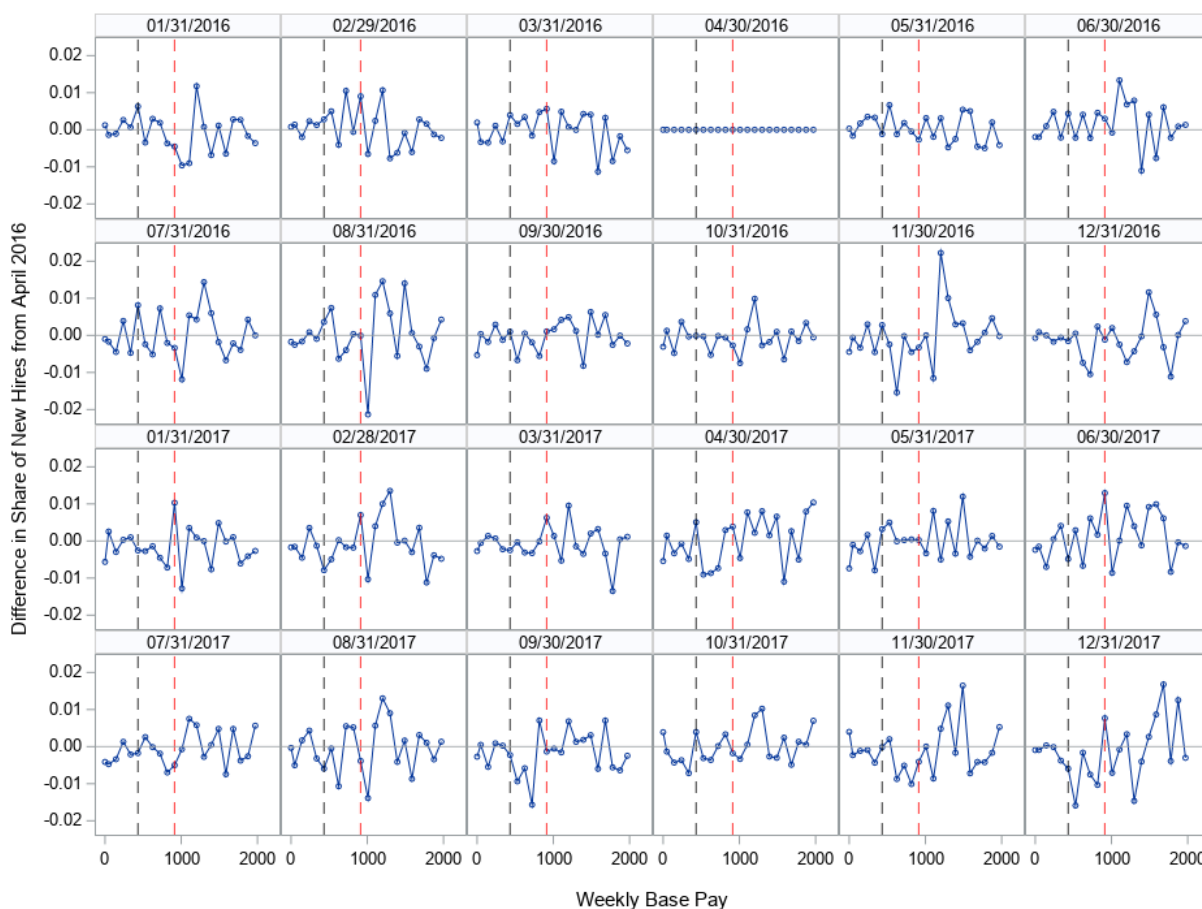 01/31/2016 02/29/2016 03/31/2016 04/30/2016 05/31/2016 06/30/2016
0.02
0.01
0.00
-0.01
-0.02
07/31/2016 08/31/2016 09/30/2016 10/31/2016 11/30/2016 12/31/2016
0.02
0.01
0.00
-0.01
-0.02
Difference in Share of New Hires from April 2016
01/31/2017 02/28/2017 03/31/2017 04/30/2017 05/31/2017 06/30/2017
0.02
0.01
0.00
-0.01
-0.02
07/31/2017 08/31/2017 09/30/2017 10/31/2017 11/30/2017 12/31/2017
0.02
0.01
0.00
-0.01
-0.02
0 1000 2000 0 1000 2000 0 1000 2000 0 1000 2000 0 1000 2000 0 1000 2000
Weekly Base Pay